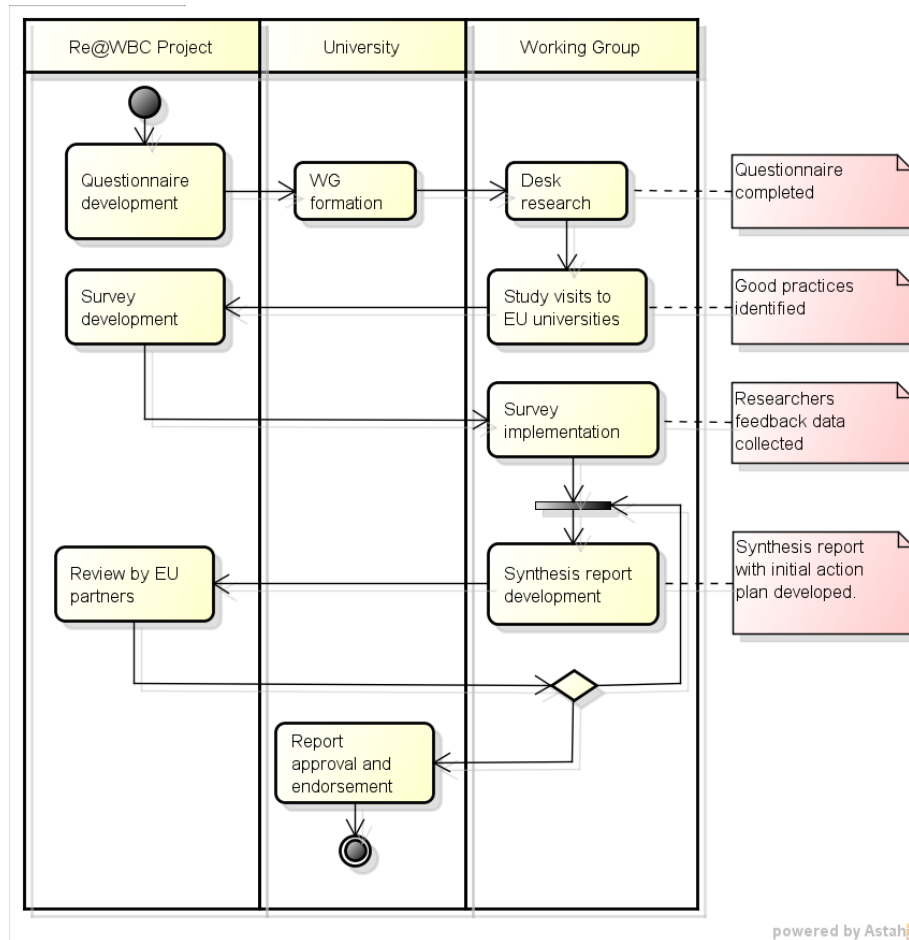 Re@WBC Project
University
Working Group
Questionnaire
development
WG
formation
Desk
research
Questionnaire
completed
Survey
development
Study visits to
EU universities
Good practices
identified
Survey
implementation
Researchers
feedback data
collected
Review by EU
partners
Synthesis report
development
Synthesis report
with initial action
plan developed.
Report
approval and
endorsement
powered by Astah